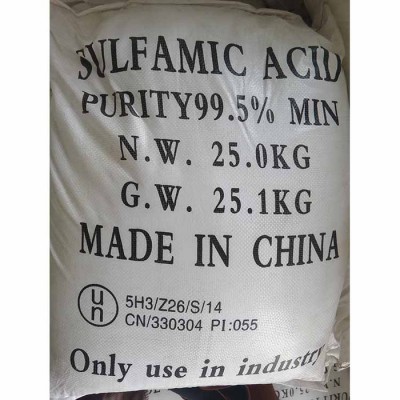 SULFAMIC ACID
PURITY99.5% MIN
N.W. 25.0KG
G.W. 25.1KG
MADE IN CHINA
un 5H3/Z26/S/14
CN/330304 PI:055
Only use in industry